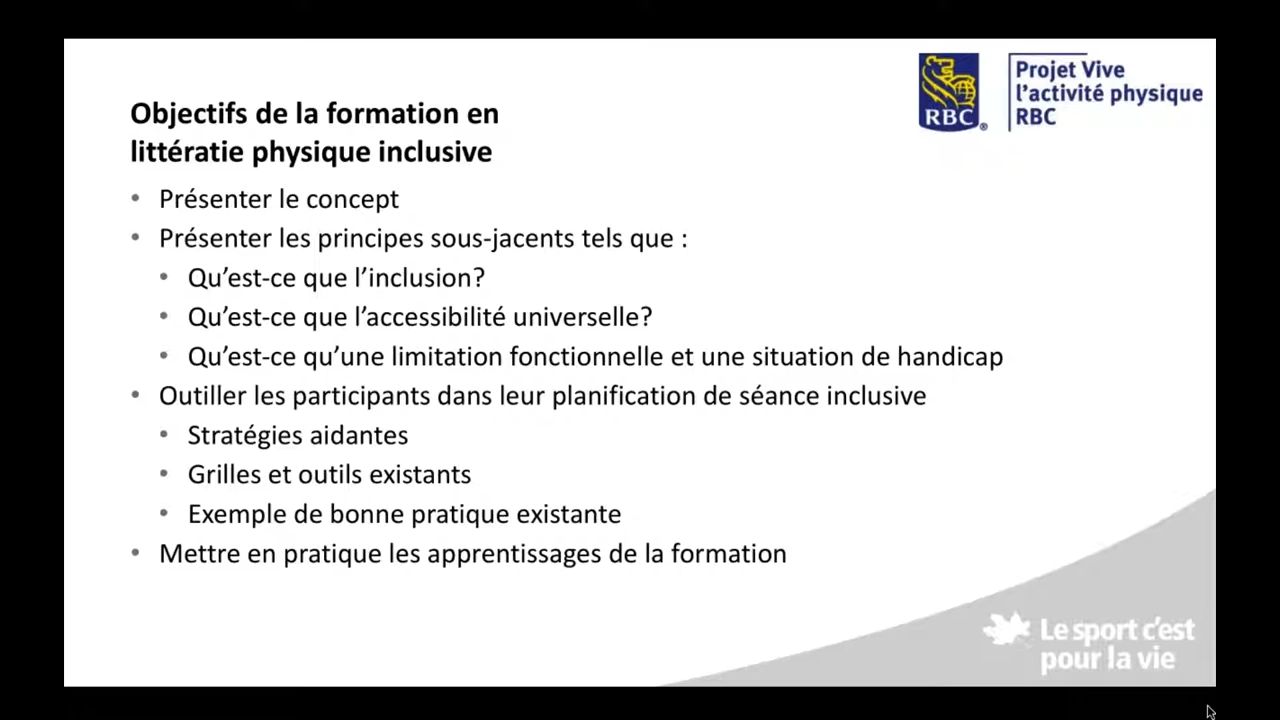 RBC®
Projet Vive
l'activité physique
RBC
Objectifs de la formation en
littératie physique inclusive
• Présenter le concept
• Présenter les principes sous-jacents tels que :
• Qu'est-ce que l'inclusion?
• Qu'est-ce que l'accessibilité universelle?
• Qu'est-ce qu'une limitation fonctionnelle et une situation de handicap
• Outiller les participants dans leur planification de séance inclusive
• Stratégies aidantes
• Grilles et outils existants
• Exemple de bonne pratique existante
• Mettre en pratique les apprentissages de la formation
Le sport c'est
pour la vie